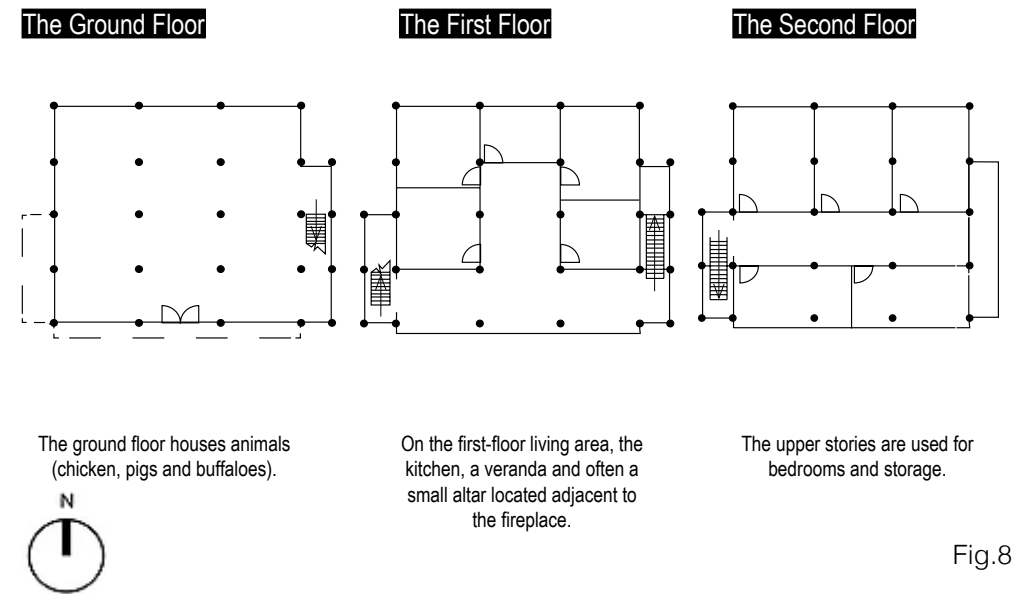 The Ground Floor
The First Floor
The Second Floor
The ground floor houses animals
(chicken, pigs and buffaloes).
On the first-floor living area, the
kitchen, a veranda and often a
small altar located adjacent to
the fireplace.
The upper stories are used for
bedrooms and storage.
N
Fig.8